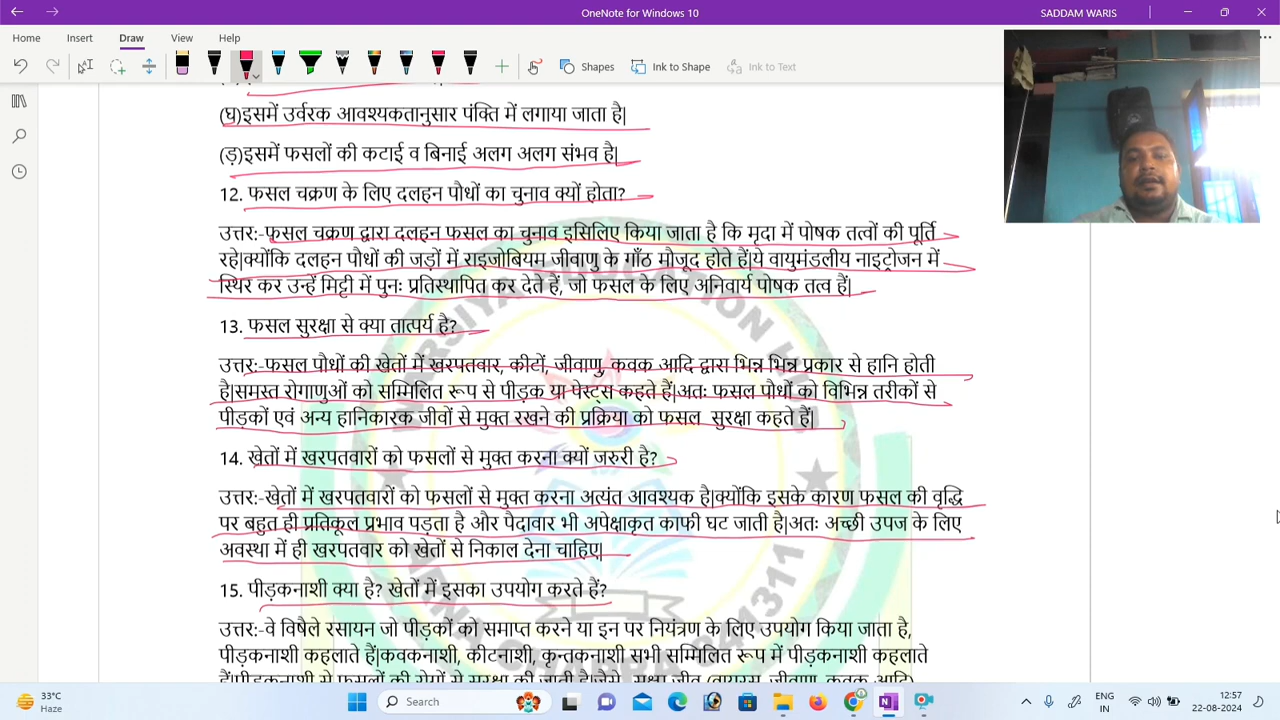 OneNote for Windows 10
SADDAM WARIS
Home Insert Draw View Help
Shapes Ink to Shape Ink to Text
(घ)इसमें उर्वरक आवश्यकतानुसार पंक्ति में लगाया जाता है|
(ड़)इसमें फसलों की कटाई व बिनाई अलग अलग संभव है|
12. फसल चक्रण के लिए दलहन पौधों का चुनाव क्यों होता?
उत्तर:-फसल चक्रण द्वारा दलहन फसल का चुनाव इसिलिए किया जाता है कि मृदा में पोषक तत्वों की पूर्ति
रहे|क्योंकि दलहन पौधों की जड़ों में राइजोबियम जीवाणु के गाँठ मौजूद होते हैं|ये वायुमंडलीय नाइट्रोजन में
स्थिर कर उन्हें मिट्टी में पुनः प्रतिस्थापित कर देते हैं, जो फसल के लिए अनिवार्य पोषक तत्व हैं|
13. फसल सुरक्षा से क्या तात्पर्य है?
उत्तर:-फसल पौधों की खेतों में खरपतवार, कीटों, जीवाणु, कवक आदि द्वारा भिन्न भिन्न प्रकार से हानि होती
है|समस्त रोगाणुओं को सम्मिलित रूप से पीड़क या पेस्ट्स कहते हैं|अतः फसल पौधों को विभिन्न तरीकों से
पीड़कों एवं अन्य हानिकारक जीवों से मुक्त रखने की प्रक्रिया को फसल सुरक्षा कहते हैं|
14. खेतों में खरपतवारों को फसलों से मुक्त करना क्यों जरुरी है?
उत्तर:-खेतों में खरपतवारों को फसलों से मुक्त करना अत्यंत आवश्यक है|क्योंकि इसके कारण फसल की वृद्धि
पर बहुत ही प्रतिकूल प्रभाव पड़ता है और पैदावार भी अपेक्षाकृत काफी घट जाती है|अतः अच्छी उपज के लिए
अवस्था में ही खरपतवार को खेतों से निकाल देना चाहिए|
15. पीड़कनाशी क्या है? खेतों में इसका उपयोग करते हैं?
उत्तर:-वे विषैले रसायन जो पीड़कों को समाप्त करने या इन पर नियंत्रण के लिए उपयोग किया जाता है,
पीड़कनाशी कहलाते हैं|कवकनाशी, कीटनाशी, कृन्तकनाशी सभी सम्मिलित रूप में पीड़कनाशी कहलाते
33°C
Haze
Search
ENG
IN
12:57
22-08-2024